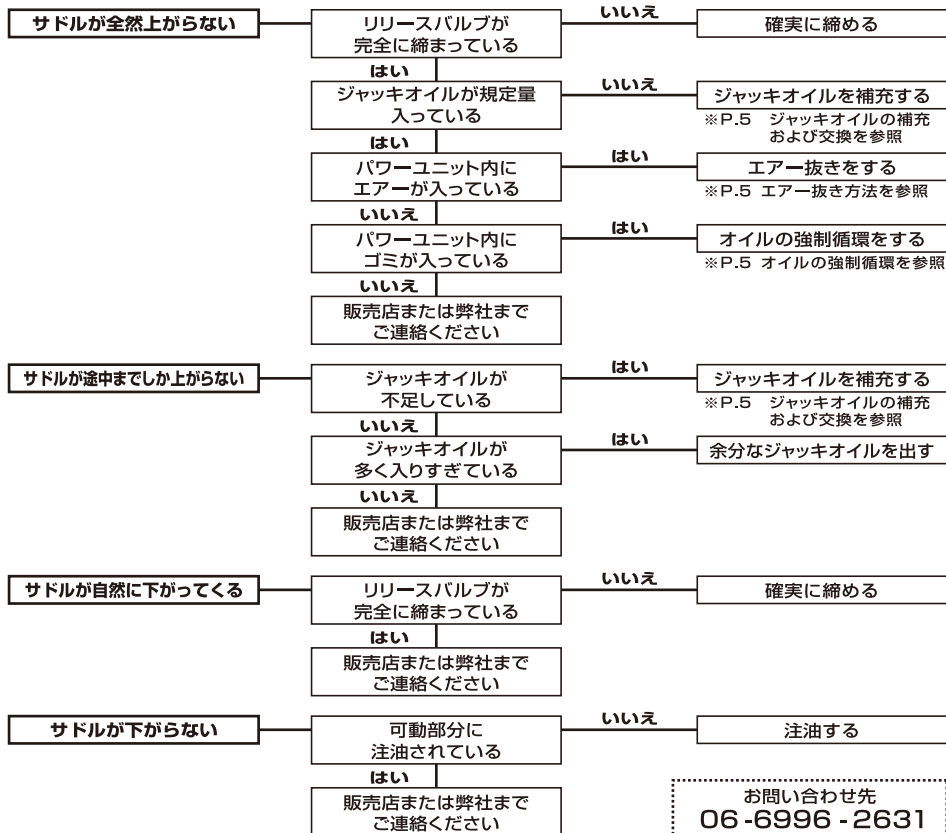 サドルが全然上がらない
リリースバルブが
完全に締まっている
いいえ
確実に締める
はい
ジャッキオイルが規定量
入っている
いいえ
ジャッキオイルを補充する
※P.5 ジャッキオイルの補充
および交換を参照
はい
パワーユニット内に
エアーが入っている
はい
エアー抜きをする
※P.5 エアー抜き方法を参照
いいえ
パワーユニット内に
ゴミが入っている
はい
オイルの強制循環をする
※P.5 オイルの強制循環を参照
いいえ
販売店または弊社まで
ご連絡ください
サドルが途中までしか上がらない
ジャッキオイルが
不足している
はい
ジャッキオイルを補充する
※P.5 ジャッキオイルの補充
および交換を参照
いいえ
ジャッキオイルが
多く入りすぎている
はい
余分なジャッキオイルを出す
いいえ
販売店または弊社まで
ご連絡ください
サドルが自然に下がってくる
リリースバルブが
完全に締まっている
いいえ
確実に締める
はい
販売店または弊社まで
ご連絡ください
サドルが下がらない
可動部分に
注油されている
いいえ
注油する
はい
販売店または弊社まで
ご連絡ください
お問い合わせ先
06-6996-2631